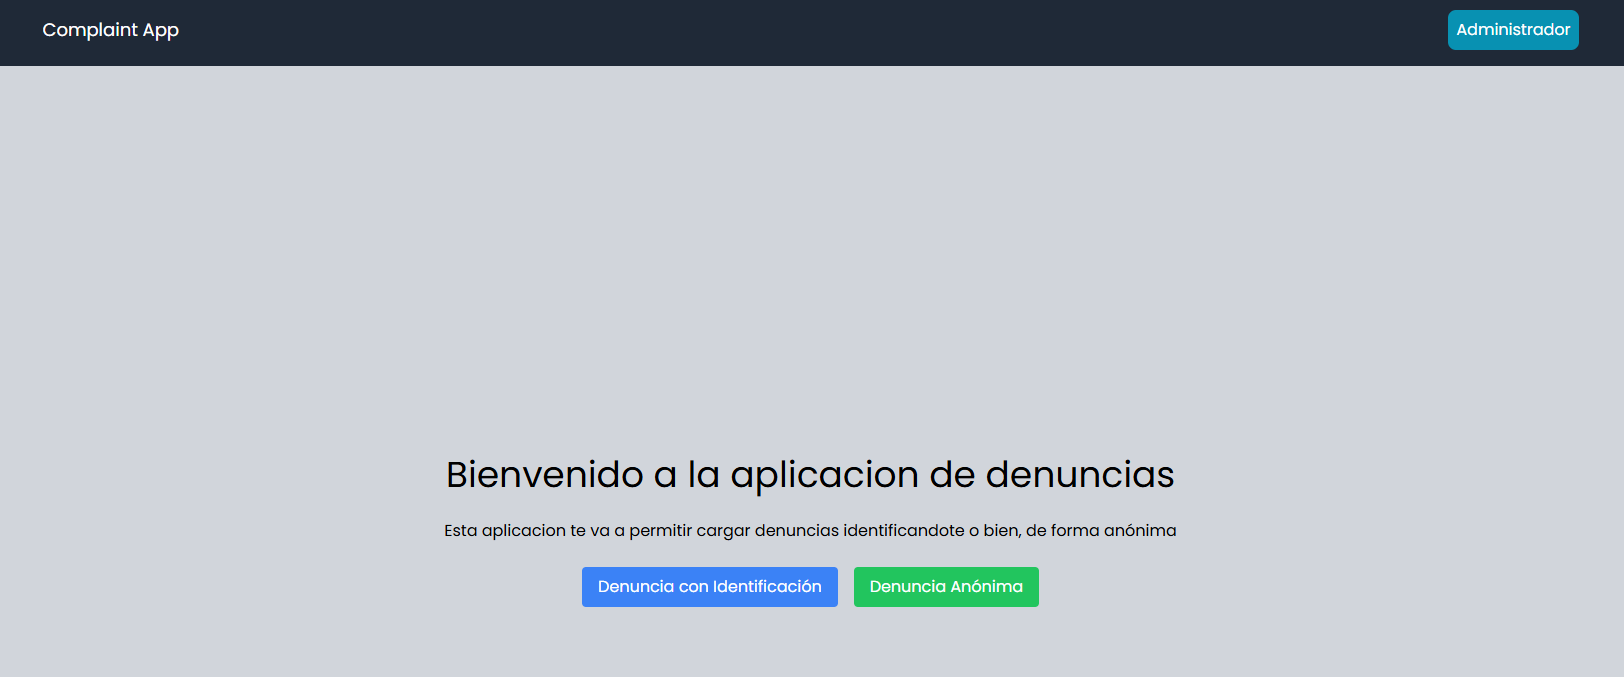 Complaint App
Administrador
Bienvenido a la aplicacion de denuncias
Esta aplicacion te va a permitir cargar denuncias identificandote o bien, de forma anónima
Denuncia con Identificación
Denuncia Anónima